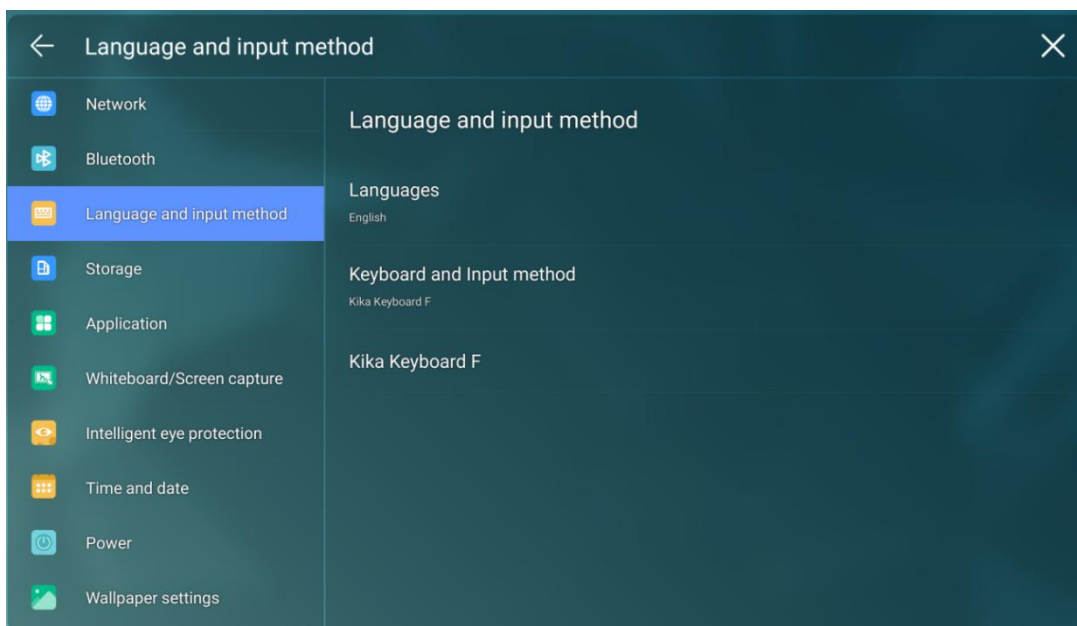 Language and input method
Network
Bluetooth
Language and input method
Storage
Application
Whiteboard/Screen capture
Intelligent eye protection
Time and date
Power
Wallpaper settings
Language and input method
Languages
English
Keyboard and Input method
Kika Keyboard F
Kika Keyboard F